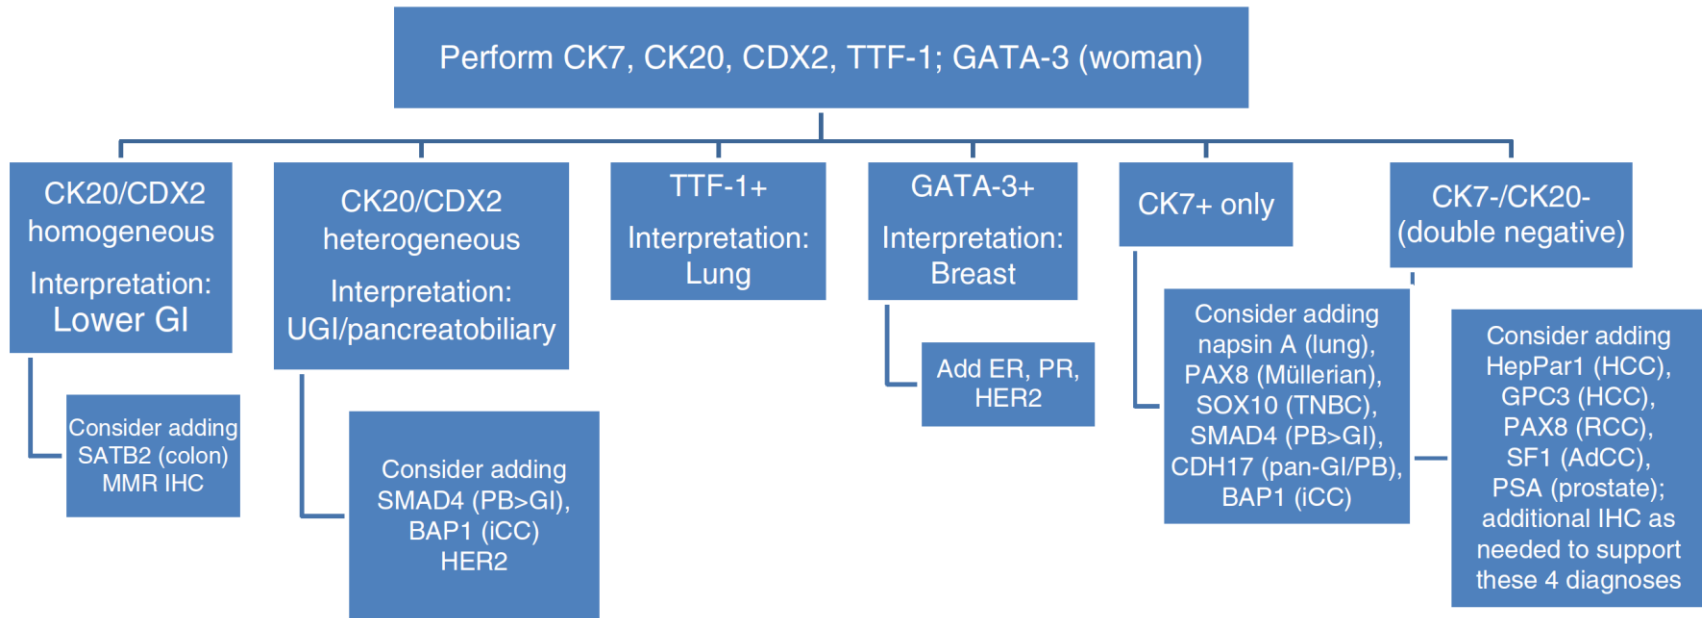 Perform CK7, CK20, CDX2, TTF-1; GATA-3 (woman)
CK20/CDX2
homogeneous
Interpretation:
Lower GI
Consider adding
SATB2 (colon)
MMR IHC
CK20/CDX2
heterogeneous
Interpretation:
UGI/pancreatobiliary
Consider adding
SMAD4 (PB>GI),
BAP1 (iCC)
HER2
TTF-1+
Interpretation:
Lung
GATA-3+
Interpretation:
Breast
Add ER, PR,
HER2
CK7+ only
Consider adding
napsin A (lung),
PAX8 (Müllerian),
SOX10 (TNBC),
SMAD4 (PB>GI),
CDH17 (pan-GI/PB),
BAP1 (iCC)
CK7-/CK20-
(double negative)
Consider adding
HepPar1 (HCC),
GPC3 (HCC),
PAX8 (RCC),
SF1 (AdCC),
PSA (prostate);
additional IHC as
needed to support
these 4 diagnoses